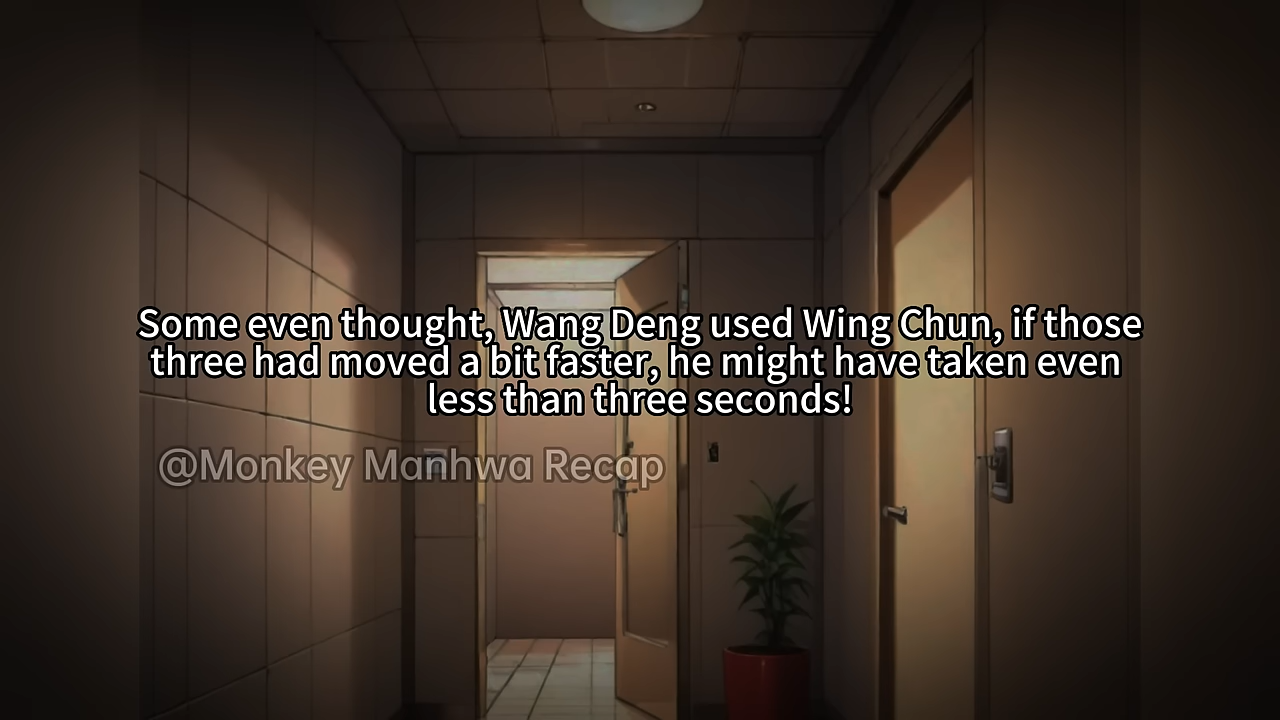 Some even thought, Wang Deng used Wing Chun, if those
three had moved a bit faster, he might have taken even
less than three seconds!
@Monkey Manhwa Recap